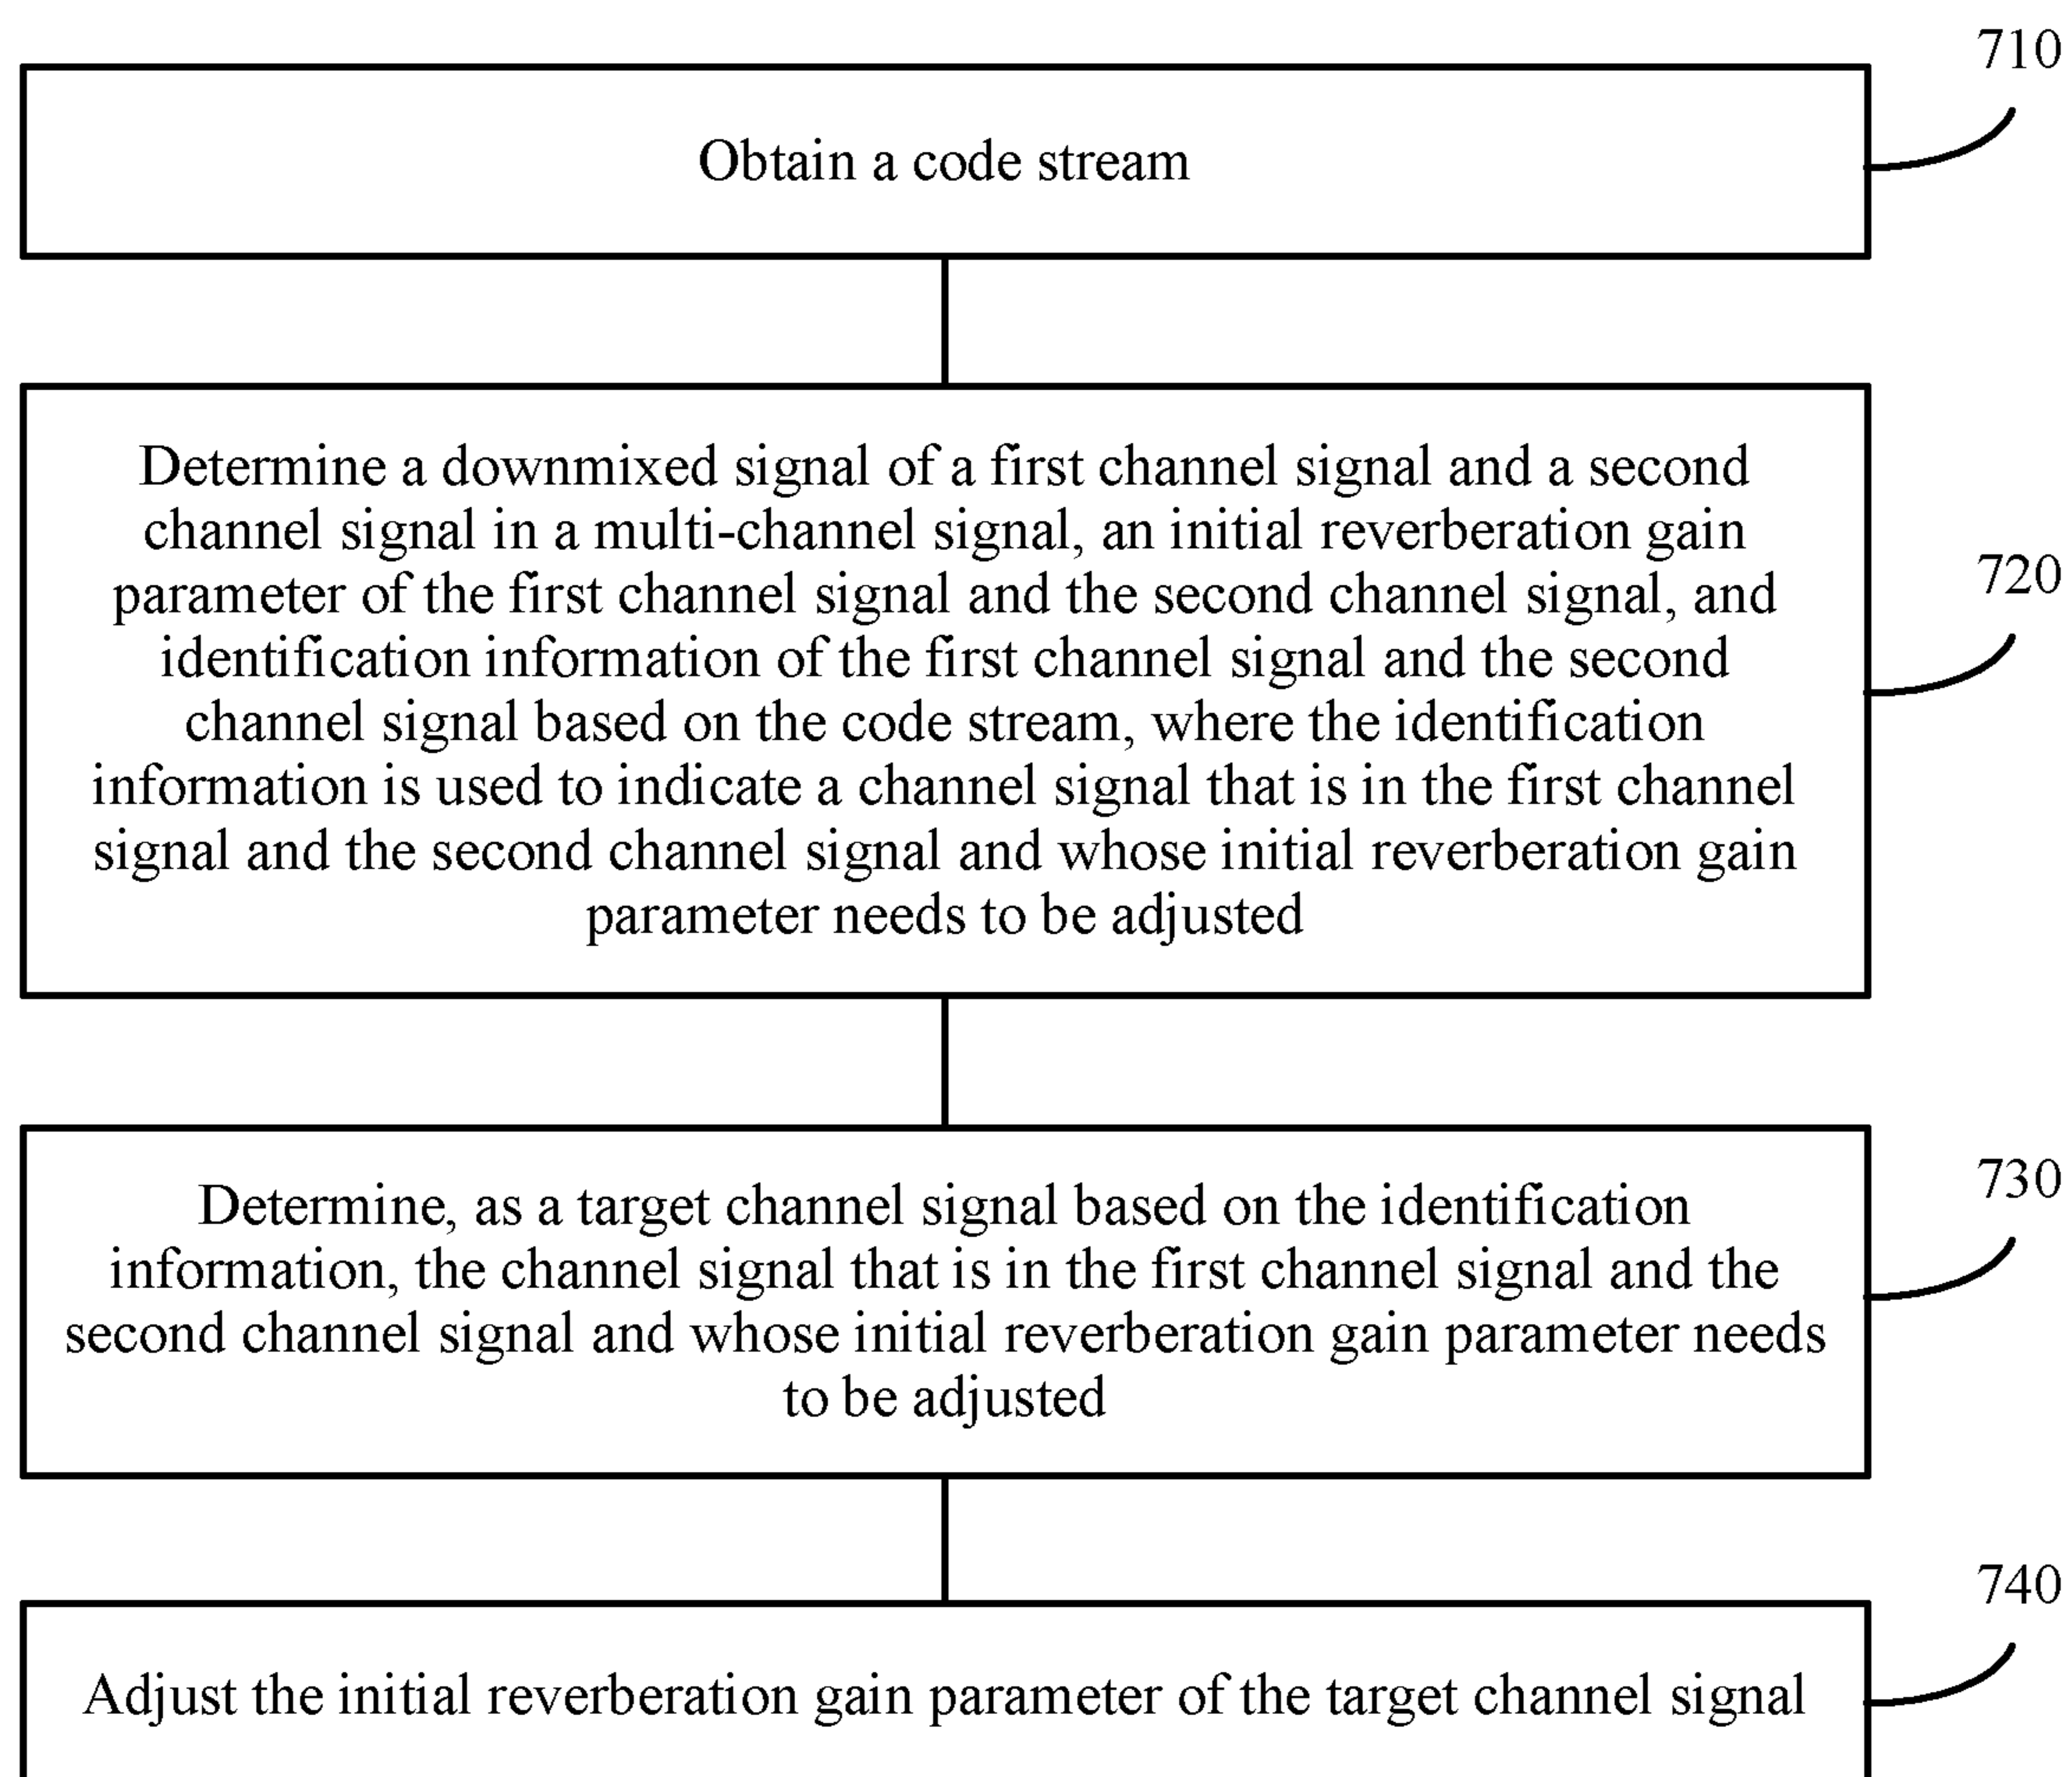 710
Obtain a code stream
Determine a downmixed signal of a first channel signal and a second
channel signal in a multi-channel signal, an initial reverberation gain
parameter of the first channel signal and the second channel signal, and
identification information of the first channel signal and the second
channel signal based on the code stream, where the identification
information is used to indicate a channel signal that is in the first channel
signal and the second channel signal and whose initial reverberation gain
parameter needs to be adjusted
720
Determine, as a target channel signal based on the identification
information, the channel signal that is in the first channel signal and the
second channel signal and whose initial reverberation gain parameter needs
to be adjusted
730
740
Adjust the initial reverberation gain parameter of the target channel signal